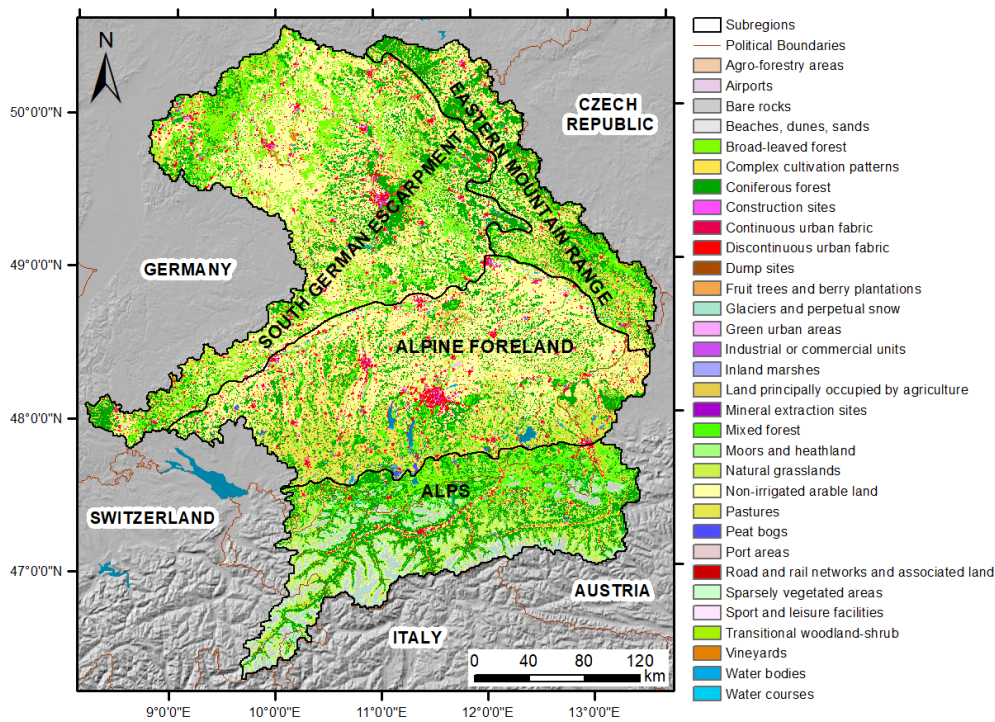 N
50°0'0"N
49°0'0"N
48°0'0"N
47°0'0"N
9°0'0"E
10°0'0"E
11°0'0"E
12°0'0"E
13°0'0"E
CZECH
REPUBLIC
EASTERN MOUNTAIN RANGE
GERMANY
SOUTH GERMAN ESCARPMENT
ALPINE FORELAND
ALPS
SWITZERLAND
AUSTRIA
ITALY
0 40 80 120
km
Subregions
Political Boundaries
Agro-forestry areas
Airports
Bare rocks
Beaches, dunes, sands
Broad-leaved forest
Complex cultivation patterns
Coniferous forest
Construction sites
Continuous urban fabric
Discontinuous urban fabric
Dump sites
Fruit trees and berry plantations
Glaciers and perpetual snow
Green urban areas
Industrial or commercial units
Inland marshes
Land principally occupied by agriculture
Mineral extraction sites
Mixed forest
Moors and heathland
Natural grasslands
Non-irrigated arable land
Pastures
Peat bogs
Port areas
Road and rail networks and associated land
Sparsely vegetated areas
Sport and leisure facilities
Transitional woodland-shrub
Vineyards
Water bodies
Water courses